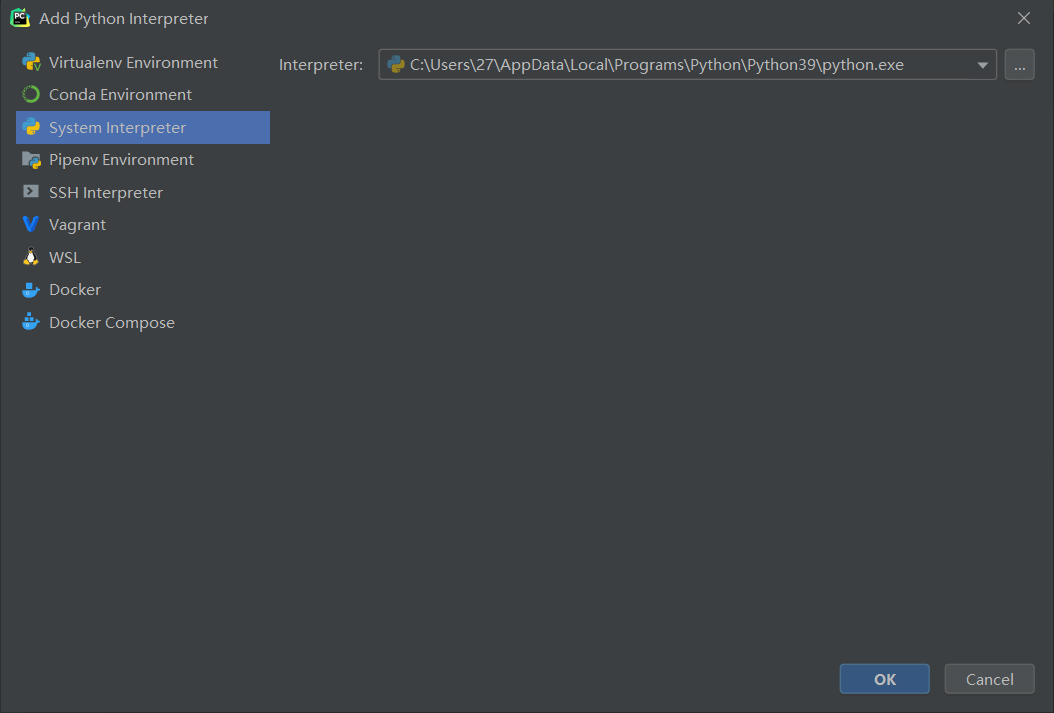 Add Python Interpreter
Virtualenv Environment
Conda Environment
System Interpreter
Pipenv Environment
SSH Interpreter
Vagrant
WSL
Docker
Docker Compose
Interpreter: C:\Users\27\AppData\Local\Programs\Python\Python39\python.exe
...
OK Cancel